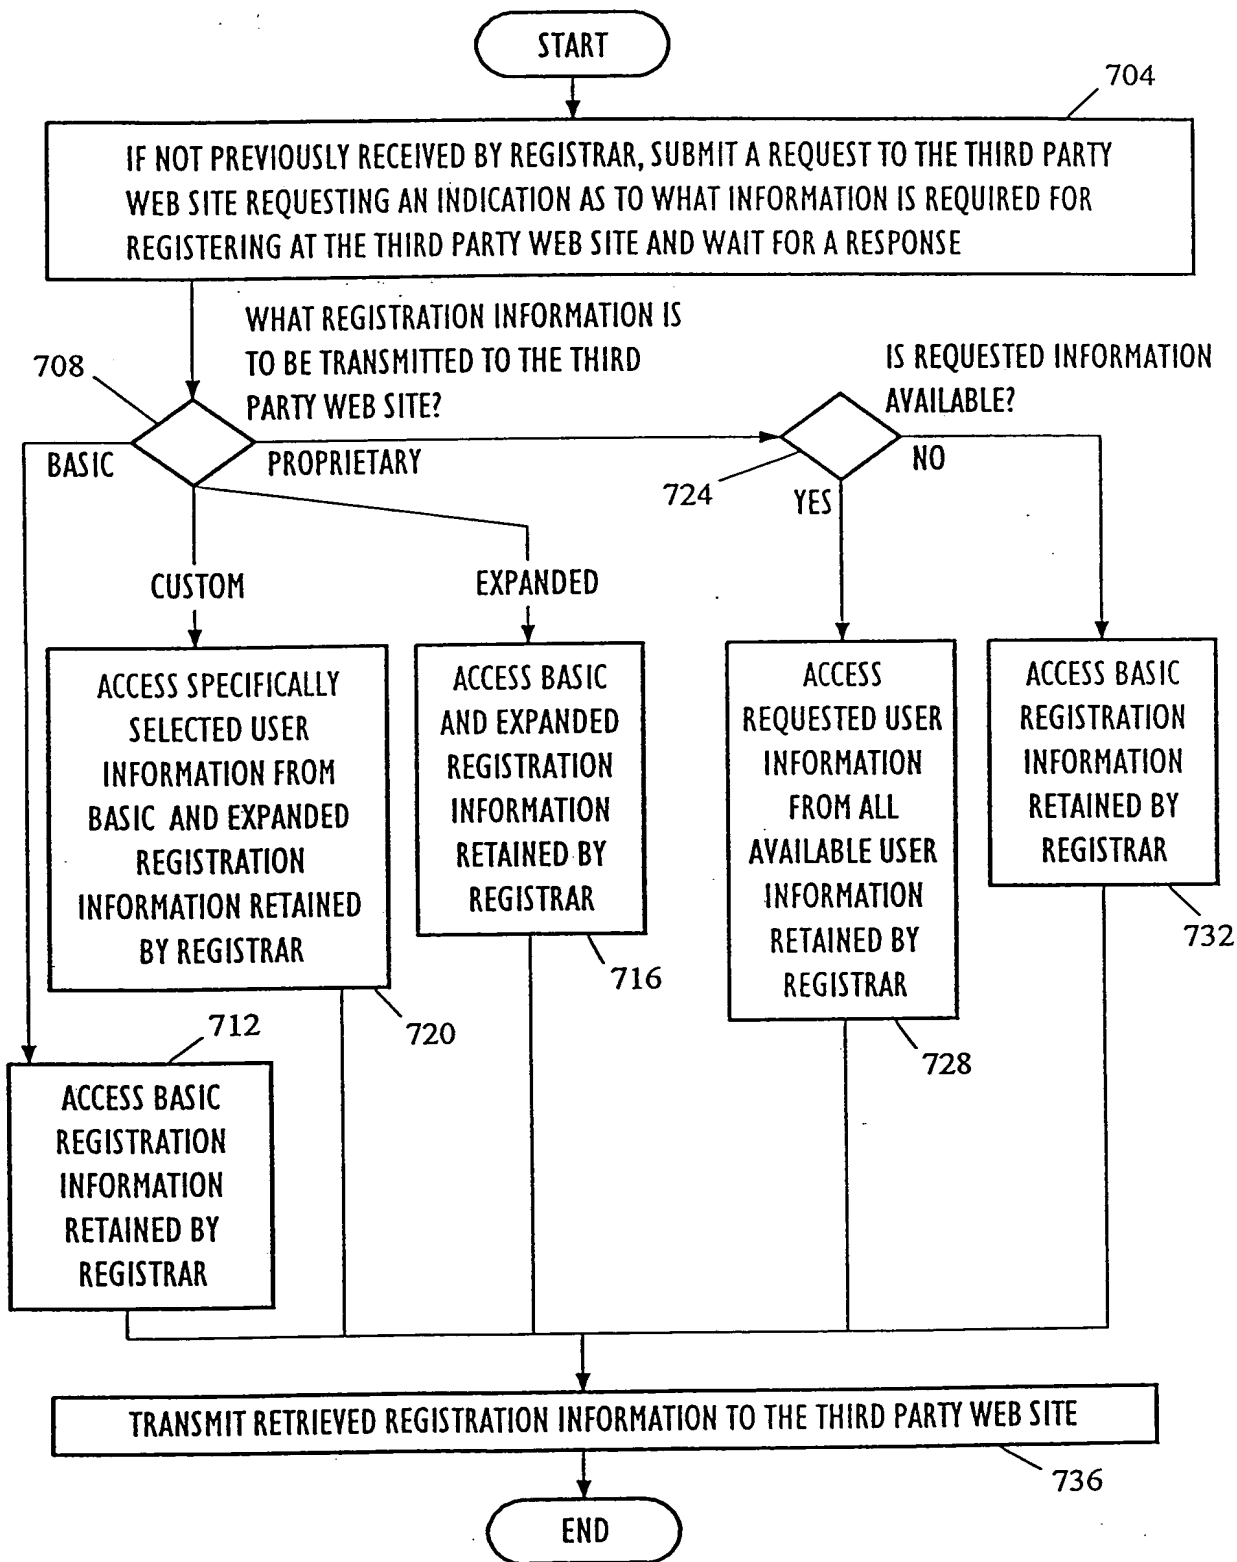 START
704
IF NOT PREVIOUSLY RECEIVED BY REGISTRAR, SUBMIT A REQUEST TO THE THIRD PARTY
WEB SITE REQUESTING AN INDICATION AS TO WHAT INFORMATION IS REQUIRED FOR
REGISTERING AT THE THIRD PARTY WEB SITE AND WAIT FOR A RESPONSE
WHAT REGISTRATION INFORMATION IS
TO BE TRANSMITTED TO THE THIRD
PARTY WEB SITE?
708
BASIC
PROPRIETARY
IS REQUESTED INFORMATION
AVAILABLE?
724
NO
YES
CUSTOM
EXPANDED
ACCESS SPECIFICALLY
SELECTED USER
INFORMATION FROM
BASIC AND EXPANDED
REGISTRATION
INFORMATION RETAINED
BY REGISTRAR
720
ACCESS BASIC
AND EXPANDED
REGISTRATION
INFORMATION
RETAINED BY
REGISTRAR
716
ACCESS
REQUESTED USER
INFORMATION
FROM ALL
AVAILABLE USER
INFORMATION
RETAINED BY
REGISTRAR
728
ACCESS BASIC
REGISTRATION
INFORMATION
RETAINED BY
REGISTRAR
732
712
ACCESS BASIC
REGISTRATION
INFORMATION
RETAINED BY
REGISTRAR
TRANSMIT RETRIEVED REGISTRATION INFORMATION TO THE THIRD PARTY WEB SITE
736
END